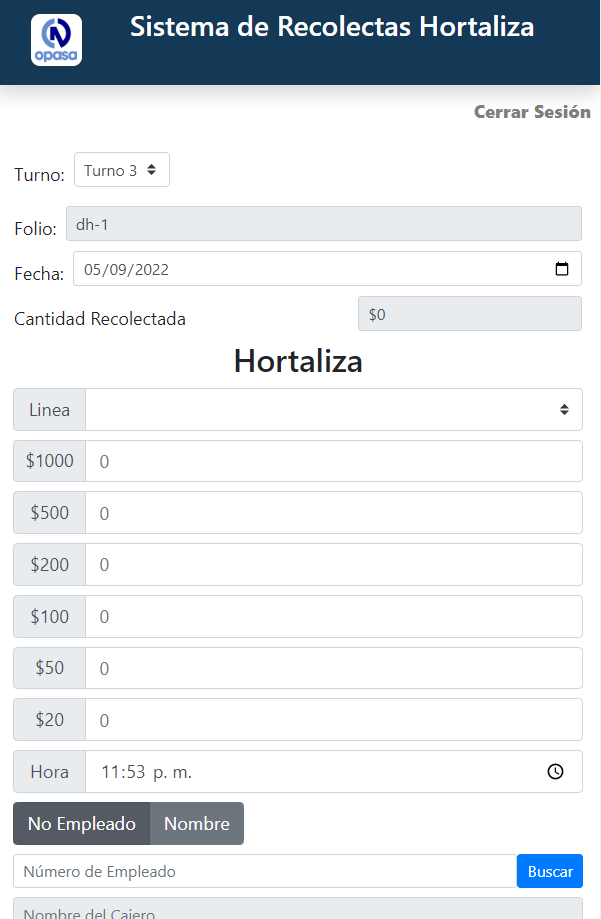 opasa
Sistema de Recolectas Hortaliza
Cerrar Sesión
Turno: Turno 3
Folio: dh-1
Fecha: 05/09/2022
Cantidad Recolectada $0
Hortaliza
Linea
$1000 0
$500 0
$200 0
$100 0
$50 0
$20 0
Hora 11:53 p. m.
No Empleado Nombre
Número de Empleado Buscar
Nombre del Cajero